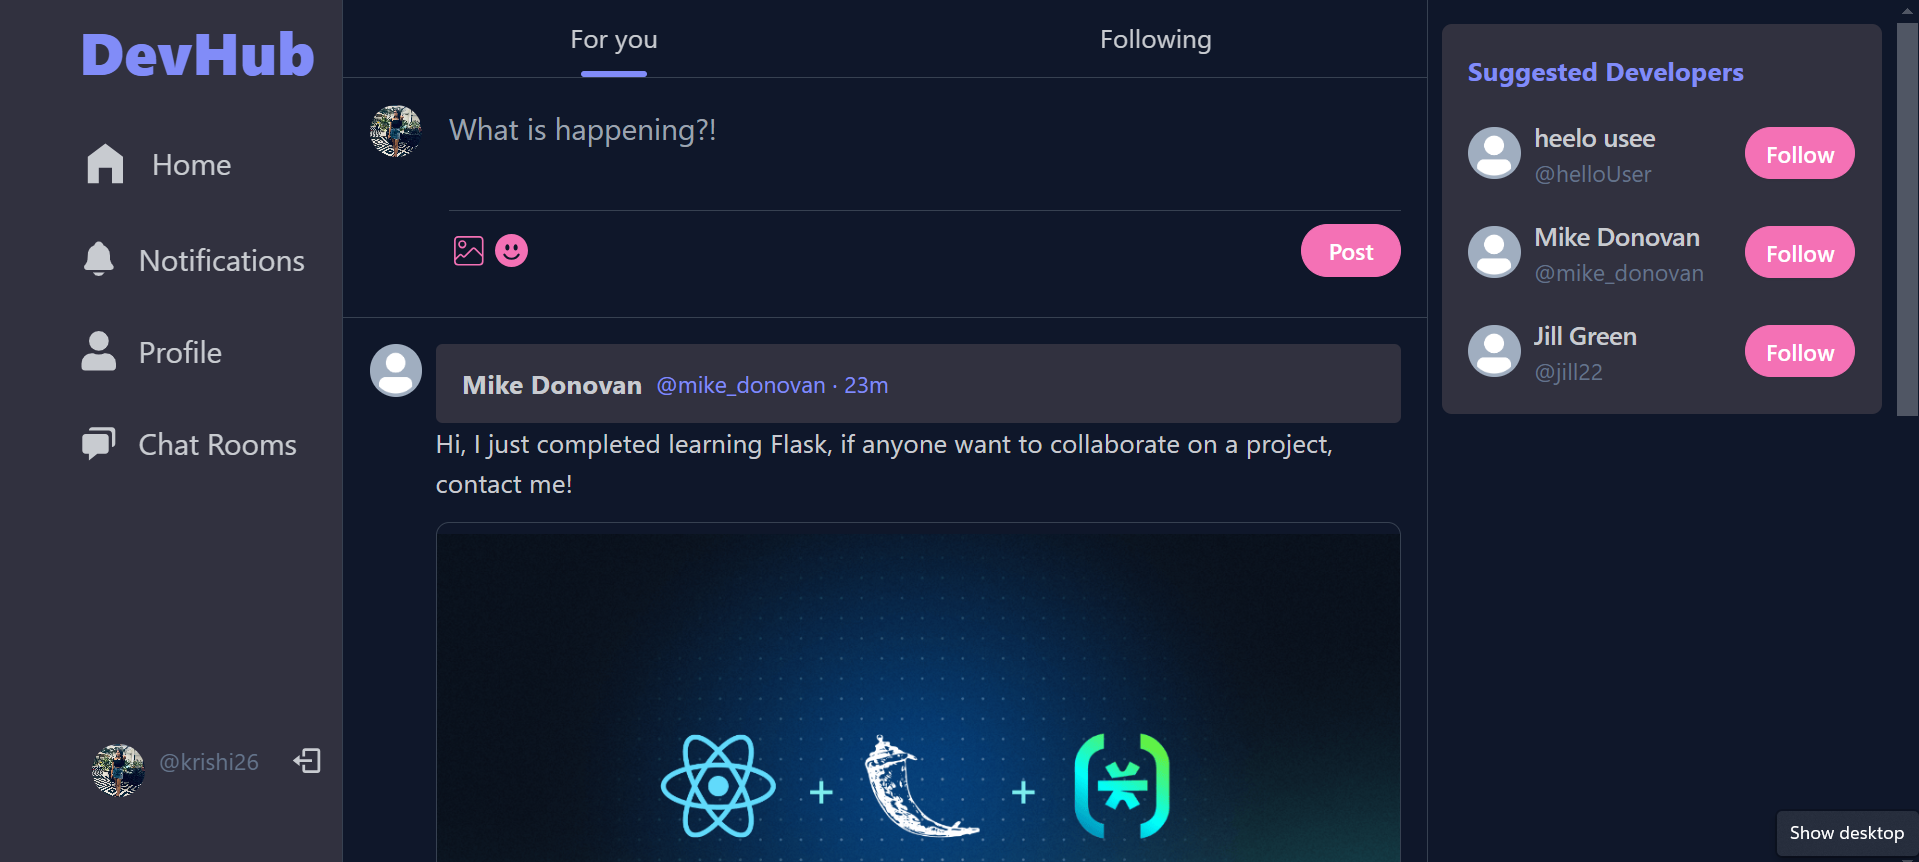 DevHub
Home
Notifications
Profile
Chat Rooms
@krishi26
For you
Following
What is happening?!
Post
Mike Donovan @mike_donovan · 23m
Hi, I just completed learning Flask, if anyone want to collaborate on a project,
contact me!
+ +
Suggested Developers
heelo usee
@helloUser
Follow
Mike Donovan
@mike_donovan
Follow
Jill Green
@jill22
Follow
Show desktop